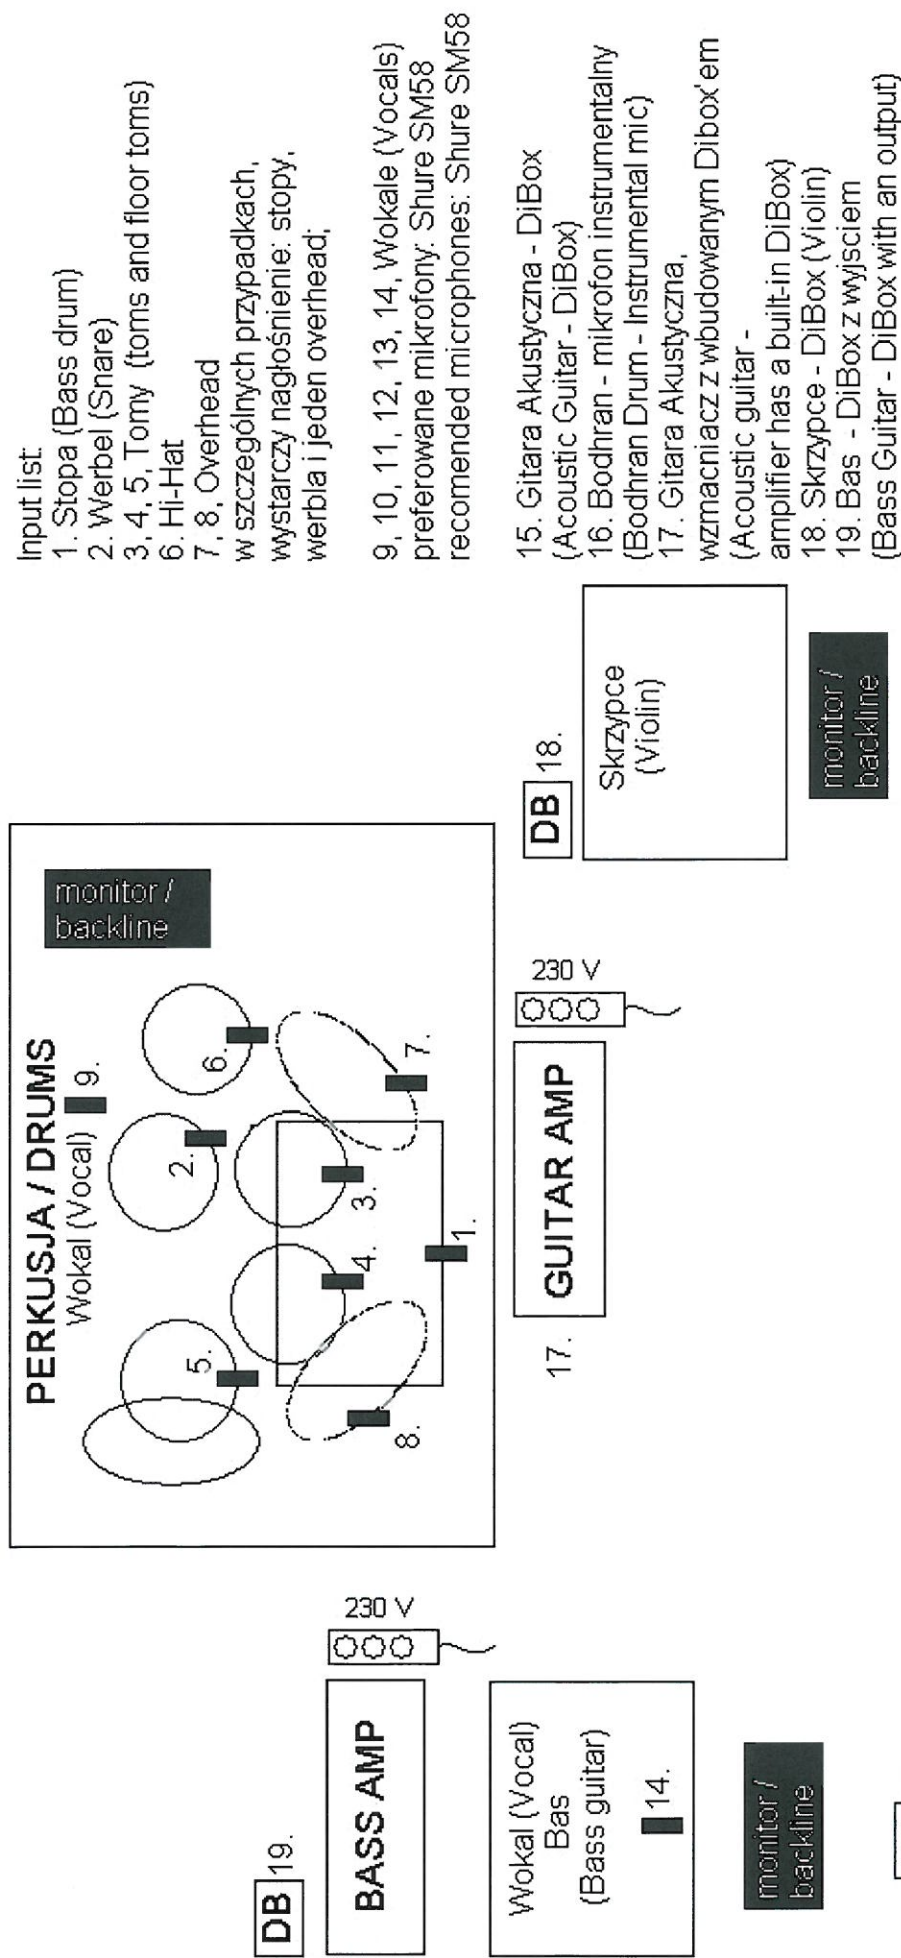 Input list:
1. Stopa (Bass drum)
2. Werbel (Snare)
3, 4, 5, Tomy (toms and floor toms)
6. Hi-Hat
7, 8, Overhead
w szczególnych przypadkach,
wystarczy nagłośnienie: stopy,
werbla i jeden overhead;
9, 10, 11, 12, 13, 14, Wokale (Vocals)
preferowane mikrofony: Shure SM58
recomended microphones: Shure SM58
15. Gitara Akustyczna - DiBox
(Acoustic Guitar - DiBox)
16. Bodhran - mikrofon instrumentalny
(Bodhran Drum - Instrumental mic)
17. Gitara Akustyczna,
wzmacniacz z wbudowanym Dibox'em
(Acoustic guitar -
amplifier has a built-in DiBox)
18. Skrzypce - DiBox (Violin)
19. Bas - DiBox z wyjsciem
(Bass Guitar - DiBox with an output)
PERKUSJA / DRUMS
Wokal (Vocal) 9.
monitor /
backline
5.
2.
6.
8.
4.
3.
7.
1.
DB 19.
BASS AMP
230 V
Wokal (Vocal)
Bas
(Bass guitar)
14.
monitor /
backline
17.
GUITAR AMP
230 V
DB 18.
Skrzypce
(Violin)
monitor /
backline